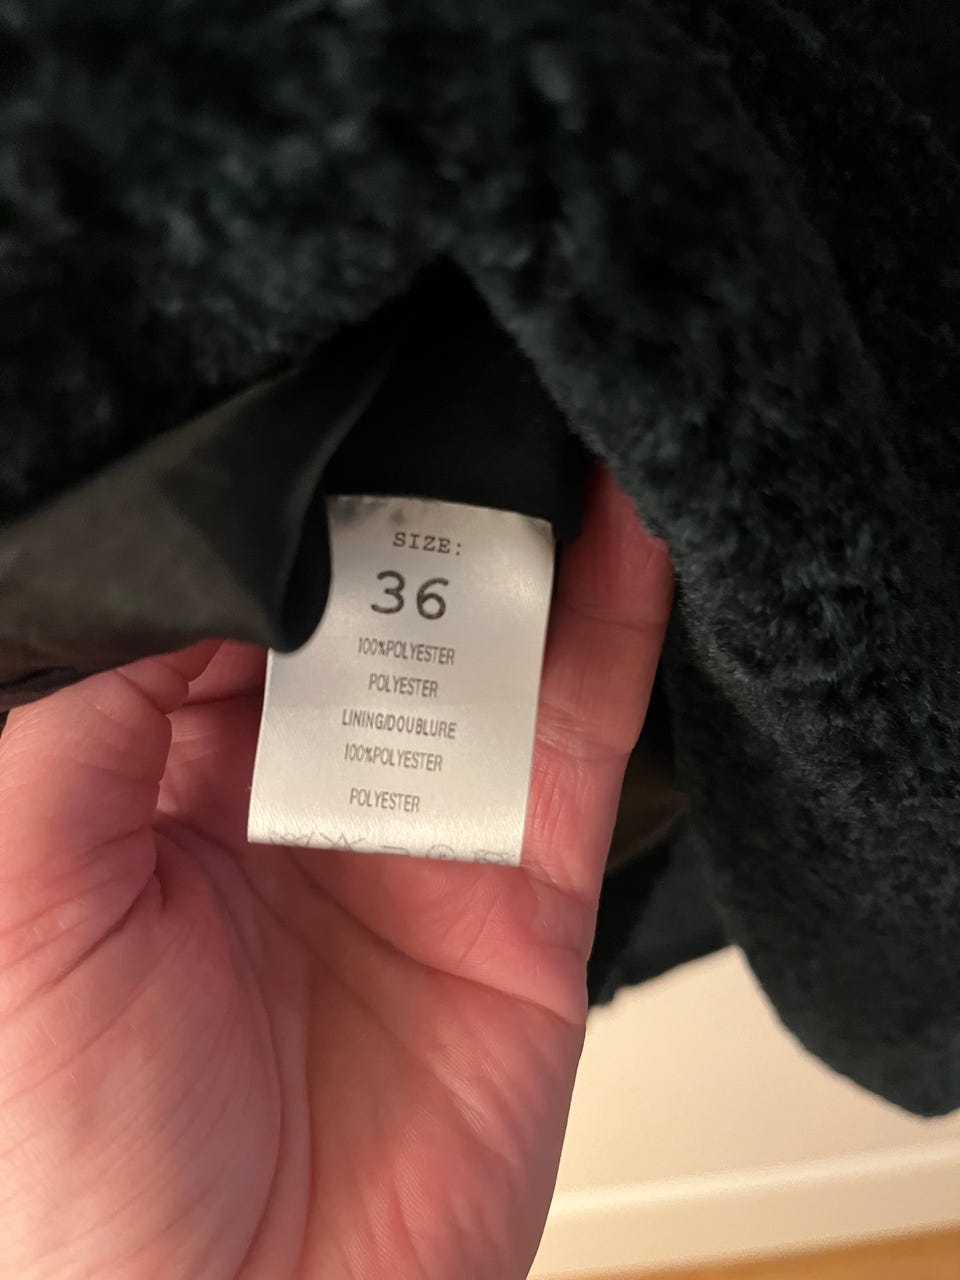 SIZE:
36
100%POLYESTER
POLYESTER
LINING/DOUBLURE
100%POLYESTER
POLYESTER